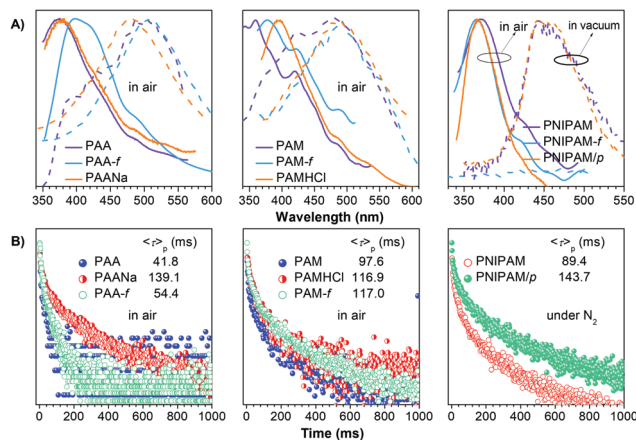 A)
in air
PAA
PAA-f
PAANa
350 400 450 500 550 600
in air
PAM
PAM-f
PAMHCl
350 400 450 500 550 600
in air
in vacuum
PNIPAM
PNIPAM-f
PNIPAM/p
350 400 450 500 550
Wavelength (nm)
B)
<τ>p (ms)
PAA 41.8
PAANa 139.1
PAA-f 54.4
in air
0 200 400 600 800 1000
<τ>p (ms)
PAM 97.6
PAMHCl 116.9
PAM-f 117.0
in air
0 200 400 600 800 1000
<τ>p (ms)
PNIPAM 89.4
PNIPAM/p 143.7
under N2
0 200 400 600 800 1000
Time (ms)